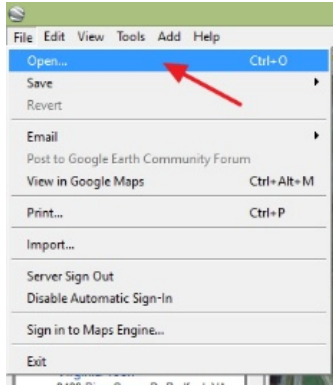 File Edit View Tools Add Help
Open... Ctrl+O
Save
Revert
Email
Post to Google Earth Community Forum
View in Google Maps Ctrl+Alt+M
Print... Ctrl+P
Import...
Server Sign Out
Disable Automatic Sign-In
Sign in to Maps Engine...
Exit